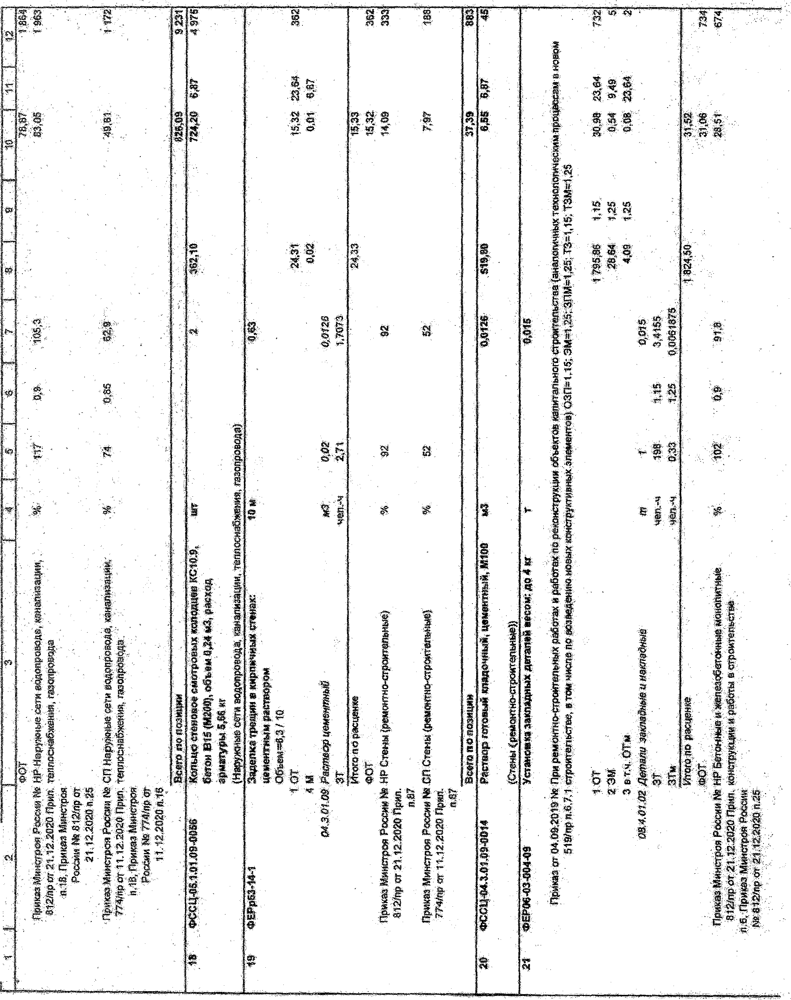 1 2 3 4 5 6 7 8 9 10 11 12
ФОТ 78,87 1 864
Приказ Минстроя России № НР Наружные сети водопровода, канализации, % 117 0,9 105,3 83,05 1 963
812/пр от 21.12.2020 Прил. теплоснабжения, газопровода
п.18, Приказ Минстроя
России № 812/пр от
21.12.2020 п.25
Приказ Минстроя России № СП Наружные сети водопровода, канализации, % 74 0,85 62,9 49,61 1 172
774/пр от 11.12.2020 Прил. теплоснабжения, газопровода
п.18, Приказ Минстроя
России № 774/пр от
11.12.2020 п.16
Всего по позиции 826,09 9 231
18 ФССЦ-05.1.01.09-0056 Кольцо стеновое смотровых колодцев КС10.9, шт 2 362,10 724,20 6,87 4 975
бетон В15 (М200), объем 0,24 м3, расход
арматуры 5,66 кг
(Наружные сети водопровода, канализации, теплоснабжения, газопровода)
19 ФЕРр53-14-1 Заделка трещин в кирпичных стенах: 10 м 0,63
цементным раствором
Объем=6,3 / 10
1 ОТ 24,31 15,32 23,64 362
4 М 0,02 0,01 6,87
04.3.01.09 Раствор цементный м3 0,02 0,0126
ЗТ чел.-ч 2,71 1,7073
Итого по расценке 24,33 15,33
ФОТ 15,32 362
Приказ Минстроя России № НР Стены (ремонтно-строительные) % 92 92 14,09 333
812/пр от 21.12.2020 Прил.
п.87
Приказ Минстроя России № СП Стены (ремонтно-строительные) % 52 52 7,97 188
774/пр от 11.12.2020 Прил.
п.87
Всего по позиции 37,39 883
20 ФССЦ-04.3.01.09-0014 Раствор готовый кладочный, цементный, М100 м3 0,0126 519,80 6,55 6,87 45
(Стены (ремонтно-строительные))
21 ФЕР06-03-004-09 Установка закладных деталей весом: до 4 кг т 0,015
Приказ от 04.09.2019 № При ремонтно-строительных работах и работах по реконструкции объектов капитального строительства (аналогичных технологическим процессам в новом
519/пр п.6.7.1 строительстве, в том числе по возведению новых конструктивных элементов) ОЗП=1,15; ЭМ=1,25; ЗПМ=1,25; ТЗ=1,15; ТЗМ=1,25
1 ОТ 1 795,86 1,15 30,98 23,64 732
2 ЭМ 28,64 1,25 0,54 9,49 5
3 в т.ч. ОТм 4,09 1,25 0,08 23,64 2
08.4.01.02 Детали закладные и накладные т 1 0,015
ЗТ чел.-ч 198 1,15 3,4155
ЗТм чел.-ч 0,33 1,25 0,0061875
Итого по расценке 1 824,50 31,52
ФОТ 31,06 734
Приказ Минстроя России № НР Бетонные и железобетонные монолитные % 102 0,9 91,8 28,51 674
812/пр от 21.12.2020 Прил. конструкции и работы в строительстве
п.6, Приказ Минстроя России
№ 812/пр от 21.12.2020 п.25